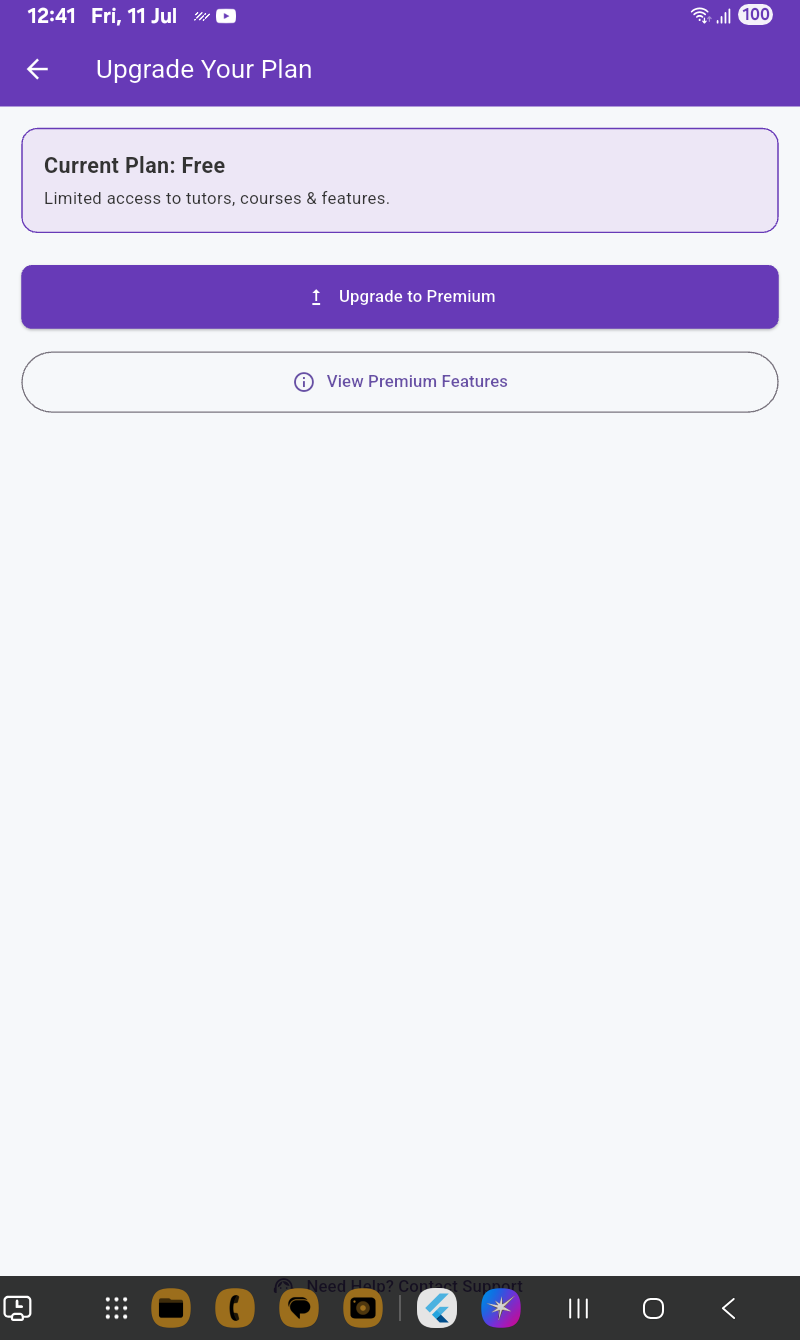 12:41 Fri, 11 Jul 100
Upgrade Your Plan
Current Plan: Free
Limited access to tutors, courses & features.
Upgrade to Premium
View Premium Features
Need Help? Contact Support